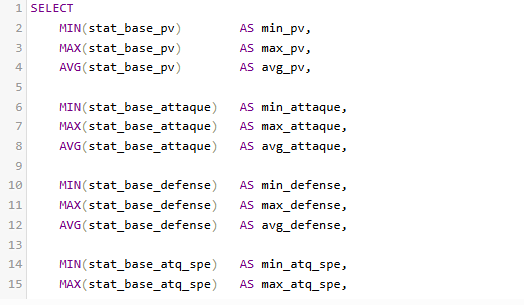 1 SELECT
2 MIN(stat_base_pv) AS min_pv,
3 MAX(stat_base_pv) AS max_pv,
4 AVG(stat_base_pv) AS avg_pv,
5
6 MIN(stat_base_attaque) AS min_attaque,
7 MAX(stat_base_attaque) AS max_attaque,
8 AVG(stat_base_attaque) AS avg_attaque,
9
10 MIN(stat_base_defense) AS min_defense,
11 MAX(stat_base_defense) AS max_defense,
12 AVG(stat_base_defense) AS avg_defense,
13
14 MIN(stat_base_atq_spe) AS min_atq_spe,
15 MAX(stat_base_atq_spe) AS max_atq_spe,